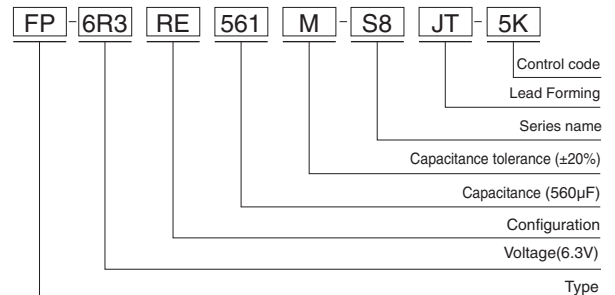 FP-6R3 RE 561 M-S8 JT-5K
Control code
Lead Forming
Series name
Capacitance tolerance (±20%)
Capacitance (560µF)
Configuration
Voltage(6.3V)
Type